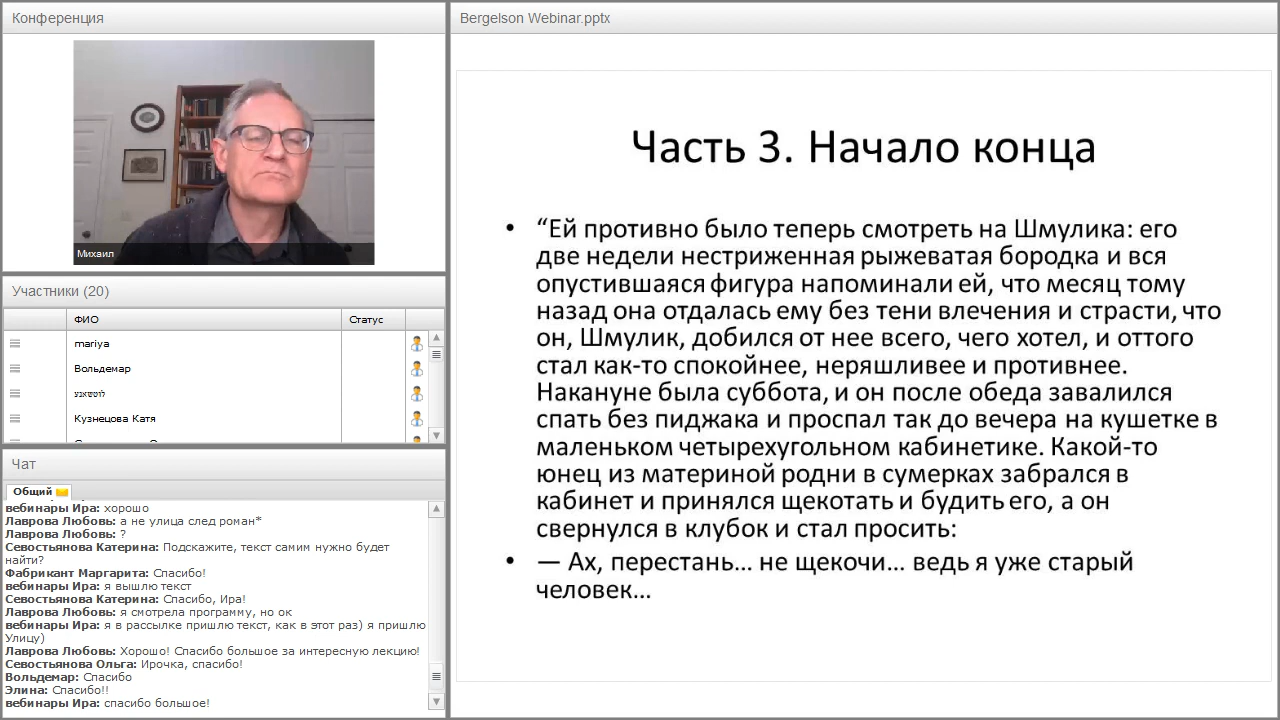 Конференция
Михаил
Участники (20)
ФИО
Статус
mariya
Вольдемар
Кузнецова Катя
Чат
Общий
вебинары Ира: хорошо
Лаврова Любовь: а не улица след роман*
Лаврова Любовь: ?
Севостьянова Катерина: Подскажите, текст самим нужно будет
найти?
Фабрикант Маргарита: Спасибо!
вебинары Ира: я вышлю текст
Севостьянова Катерина: Спасибо, Ира!
Лаврова Любовь: я смотрела программу, но ок
вебинары Ира: я в рассылке пришлю текст, как в этот раз) я пришлю
Улицу)
Лаврова Любовь: Хорошо! Спасибо большое за интересную лекцию!
Севостьянова Ольга: Ирочка, спасибо!
Вольдемар: Спасибо
Элина: Спасибо!!
вебинары Ира: спасибо большое!
Bergelson Webinar.pptx
Часть 3. Начало конца
• “Ей противно было теперь смотреть на Шмулика: его
две недели нестриженная рыжеватая бородка и вся
опустившаяся фигура напоминали ей, что месяц тому
назад она отдалась ему без тени влечения и страсти, что
он, Шмулик, добился от нее всего, чего хотел, и оттого
стал как-то спокойнее, неряшливее и противнее.
Накануне была суббота, и он после обеда завалился
спать без пиджака и проспал так до вечера на кушетке в
маленьком четырехугольном кабинетике. Какой-то
юнец из материной родни в сумерках забрался в
кабинет и принялся щекотать и будить его, а он
свернулся в клубок и стал просить:
• — Ах, перестань... не щекочи... ведь я уже старый
человек...